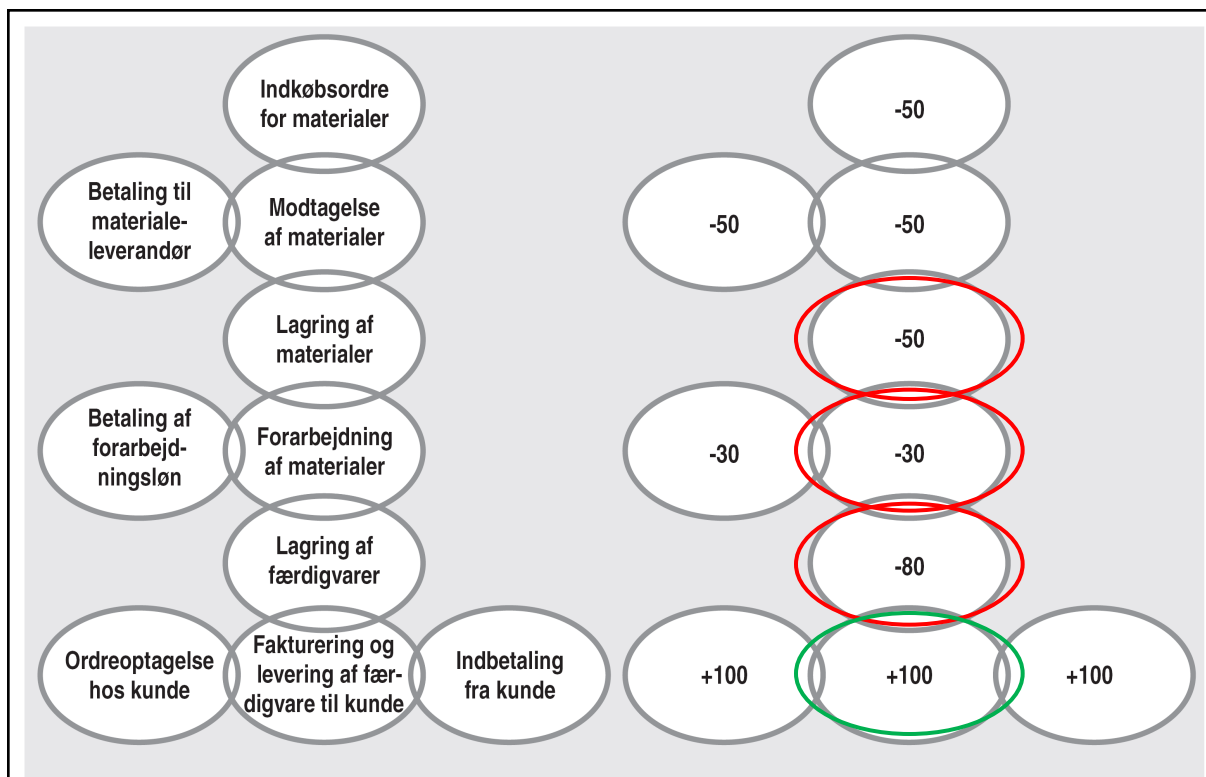 Indkøbsordre
for materialer
-50
Betaling til
materiale-
leverandør
Modtagelse
af materialer
-50
-50
Lagring af
materialer
-50
Betaling af
forarbejd-
ningsløn
Forarbejdning
af materialer
-30
-30
Lagring af
færdigvarer
-80
Ordreoptagelse
hos kunde
Fakturering og
levering af fær-
digvare til kunde
Indbetaling
fra kunde
+100
+100
+100